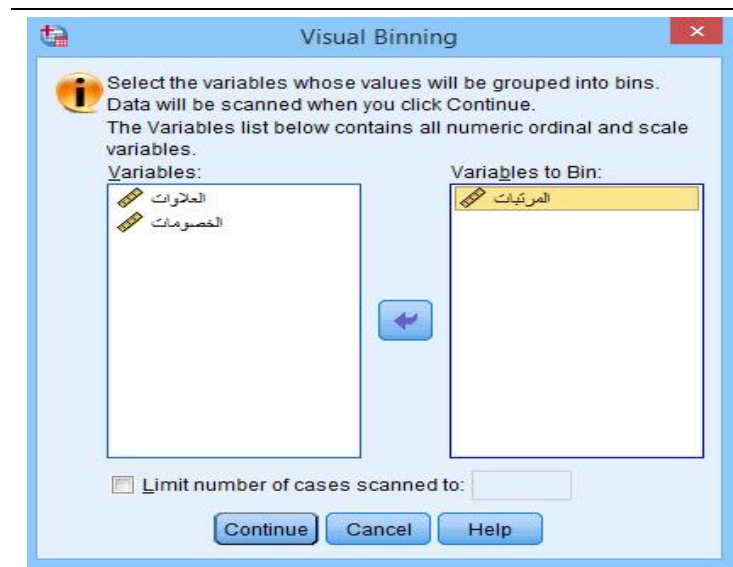 Visual Binning
Select the variables whose values will be grouped into bins.
Data will be scanned when you click Continue.
The Variables list below contains all numeric ordinal and scale
variables.
Variables:
Variables to Bin:
العلاوات
الخصومات
المرتبات
Limit number of cases scanned to:
Continue Cancel Help